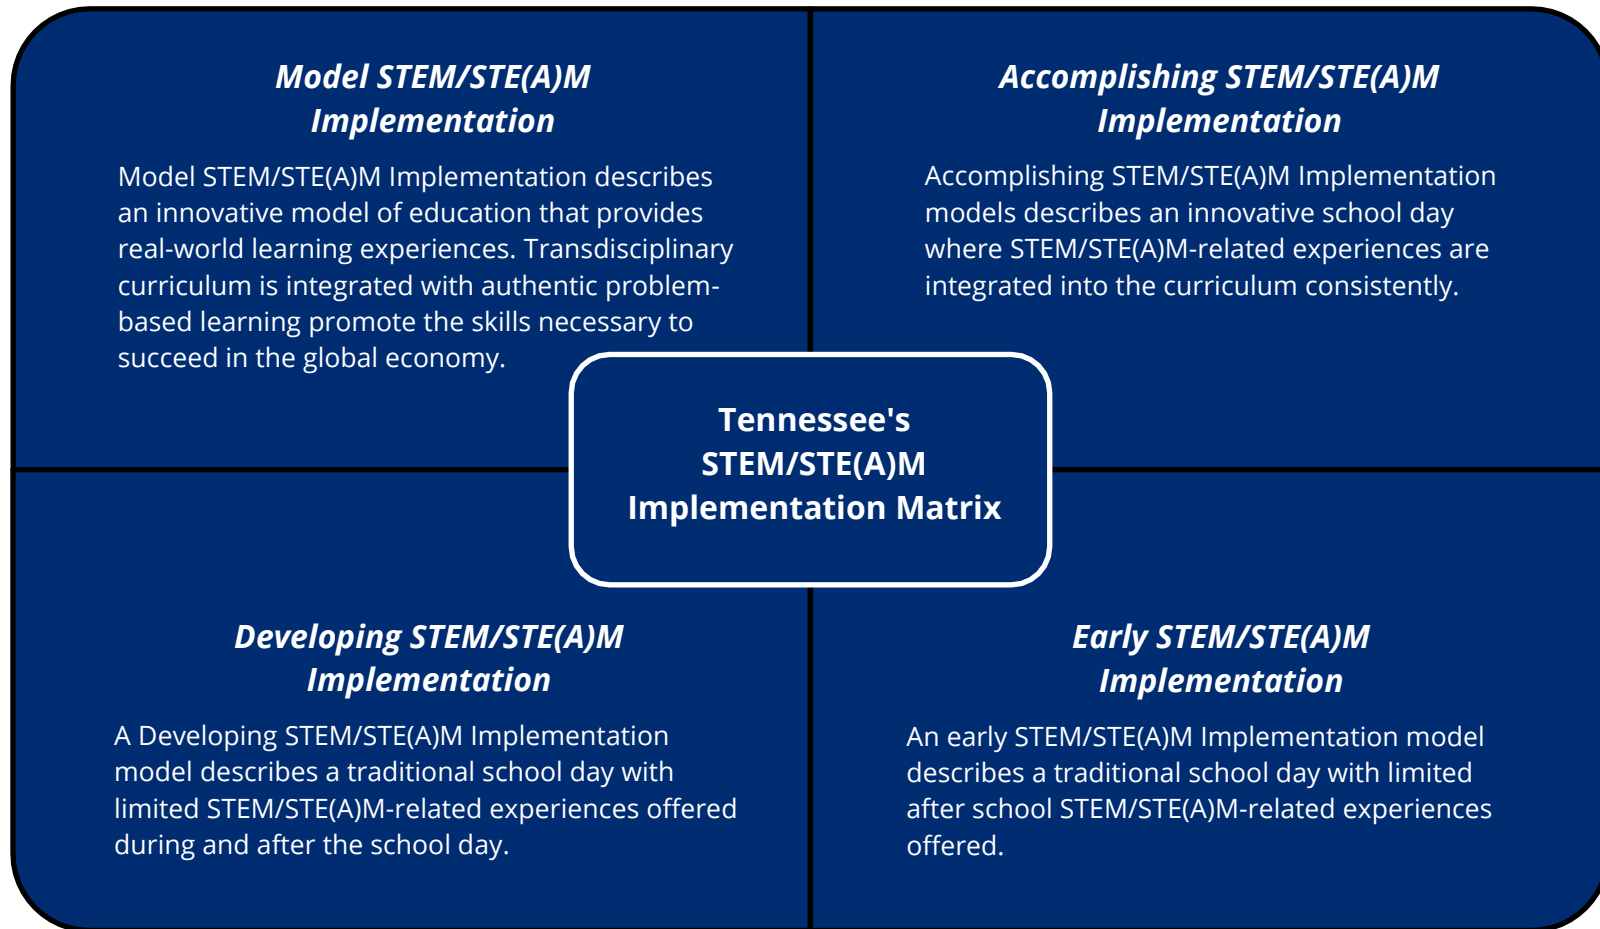 Model STEM/STE(A)M
Implementation
Model STEM/STE(A)M Implementation describes
an innovative model of education that provides
real-world learning experiences. Transdisciplinary
curriculum is integrated with authentic problem-
based learning promote the skills necessary to
succeed in the global economy.
Accomplishing STEM/STE(A)M
Implementation
Accomplishing STEM/STE(A)M Implementation
models describes an innovative school day
where STEM/STE(A)M-related experiences are
integrated into the curriculum consistently.
Tennessee's
STEM/STE(A)M
Implementation Matrix
Developing STEM/STE(A)M
Implementation
A Developing STEM/STE(A)M Implementation
model describes a traditional school day with
limited STEM/STE(A)M-related experiences offered
during and after the school day.
Early STEM/STE(A)M
Implementation
An early STEM/STE(A)M Implementation model
describes a traditional school day with limited
after school STEM/STE(A)M-related experiences
offered.